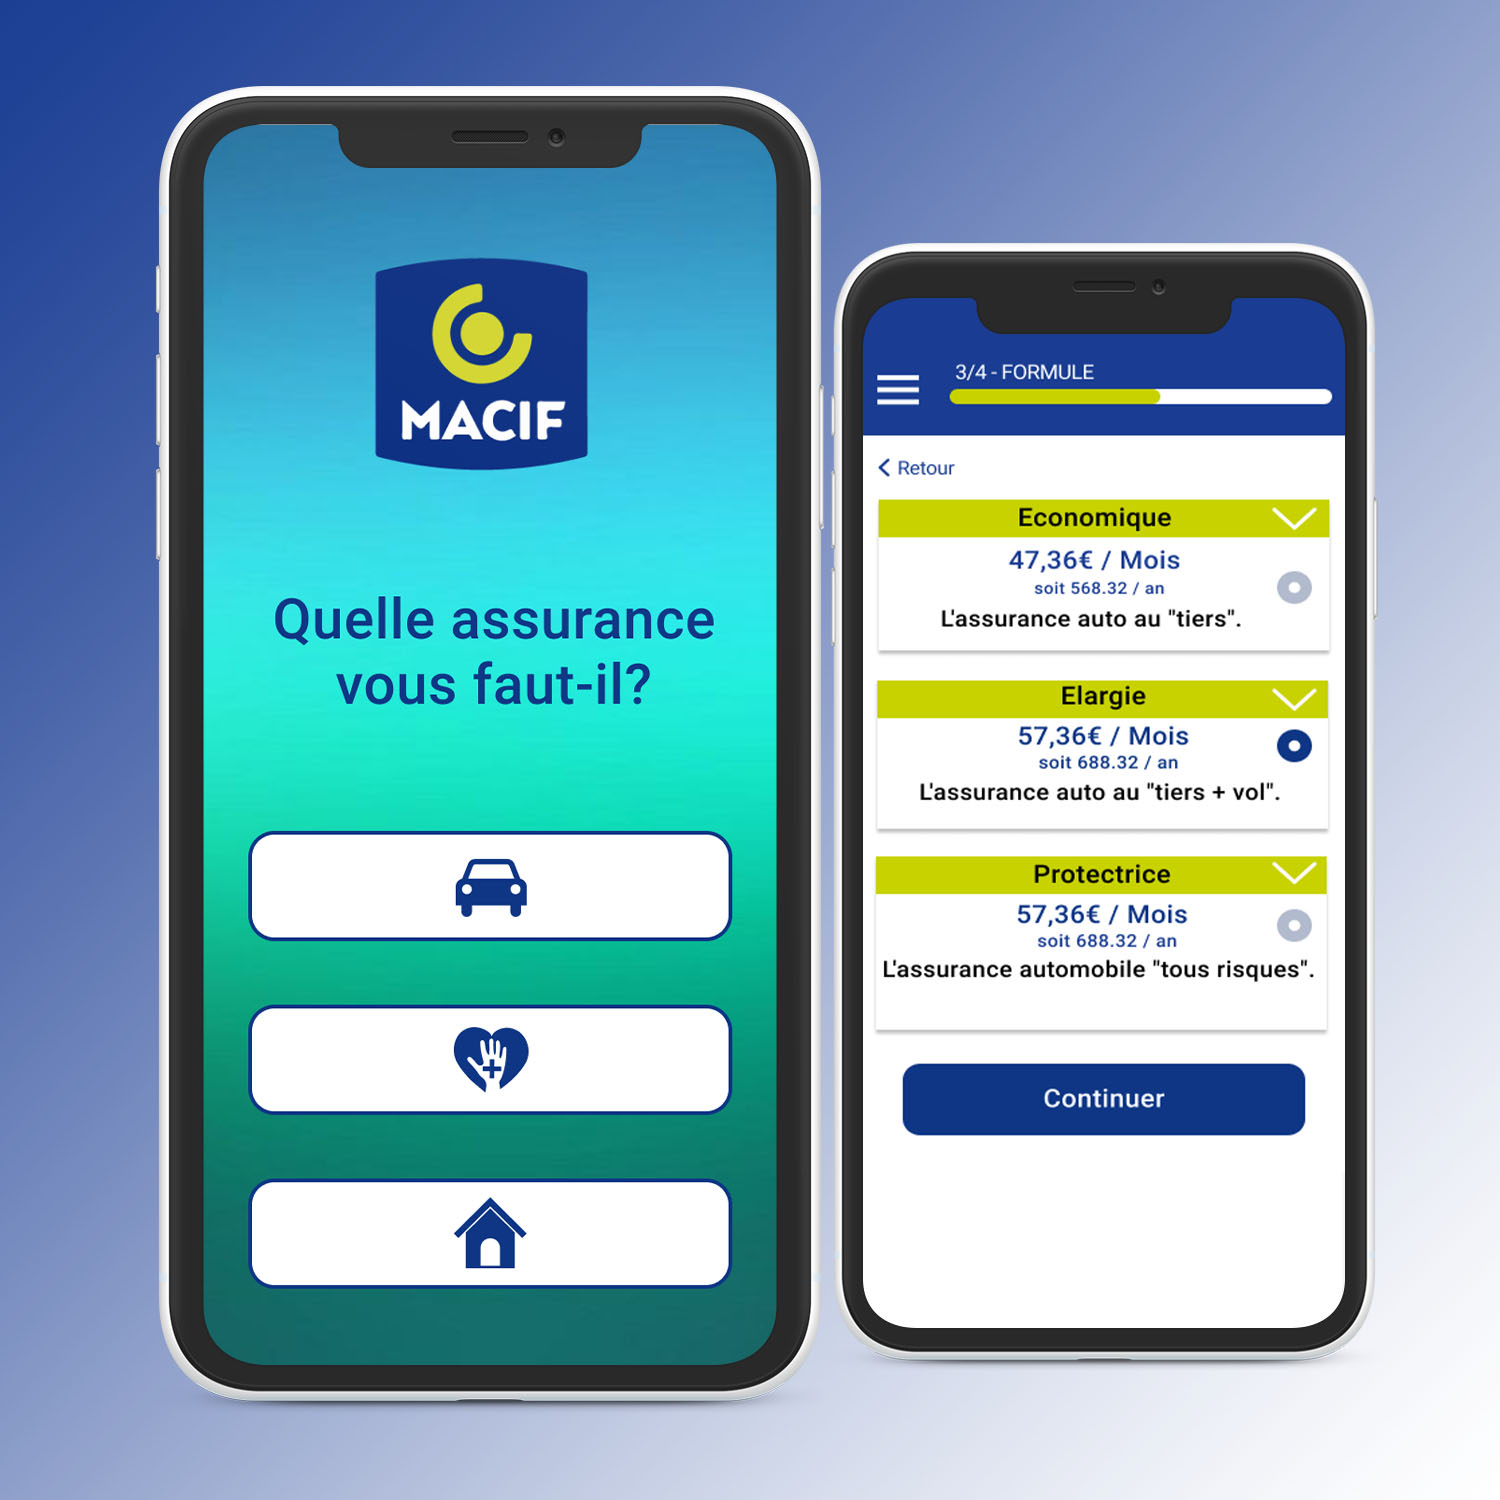 MACIF
Quelle assurance
vous faut-il?
3/4 - FORMULE
Retour
Economique
47,36€ / Mois
soit 568.32 / an
L'assurance auto au "tiers".
Elargie
57,36€ / Mois
soit 688.32 / an
L'assurance auto au "tiers + vol".
Protectrice
57,36€ / Mois
soit 688.32 / an
L'assurance automobile "tous risques".
Continuer